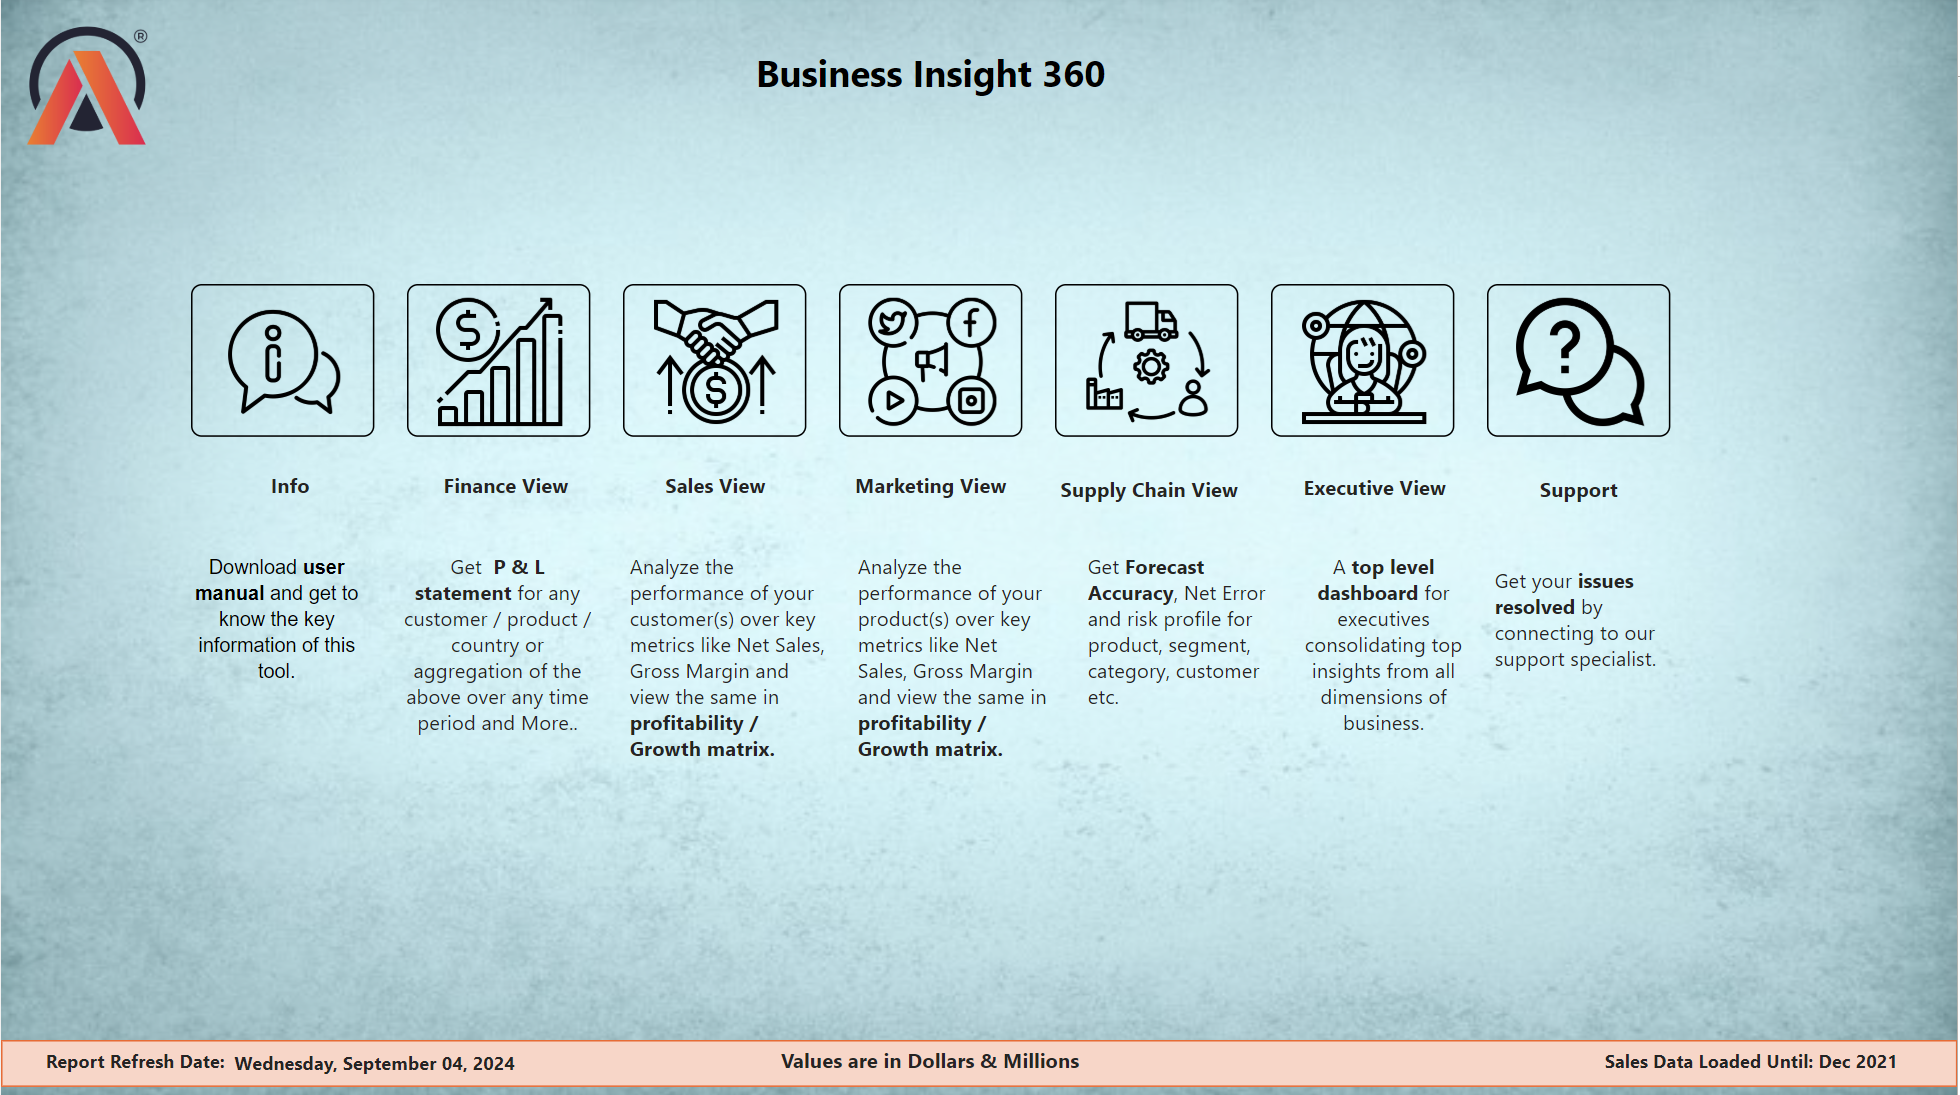 ®
Business Insight 360
Info
Download user
manual and get to
know the key
information of this
tool.
Finance View
Get P & L
statement for any
customer / product /
country or
aggregation of the
above over any time
period and More..
Sales View
Analyze the
performance of your
customer(s) over key
metrics like Net Sales,
Gross Margin and
view the same in
profitability /
Growth matrix.
Marketing View
Analyze the
performance of your
product(s) over key
metrics like Net
Sales, Gross Margin
and view the same in
profitability /
Growth matrix.
Supply Chain View
Get Forecast
Accuracy, Net Error
and risk profile for
product, segment,
category, customer
etc.
Executive View
A top level
dashboard for
executives
consolidating top
insights from all
dimensions of
business.
Support
Get your issues
resolved by
connecting to our
support specialist.
Report Refresh Date: Wednesday, September 04, 2024
Values are in Dollars & Millions
Sales Data Loaded Until: Dec 2021